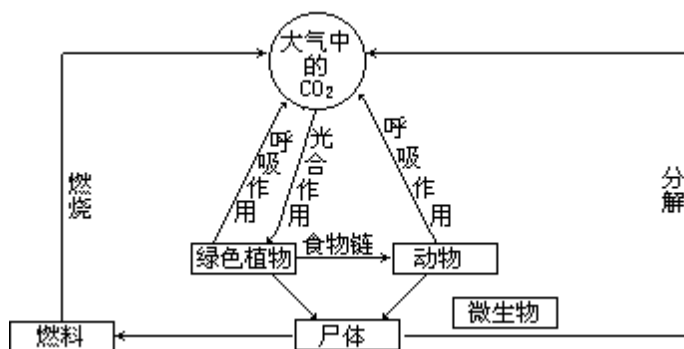 大气中
的
CO₂
呼吸作用
光合作用
呼吸作用
燃烧
分解
绿色植物
食物链
动物
微生物
燃料
尸体